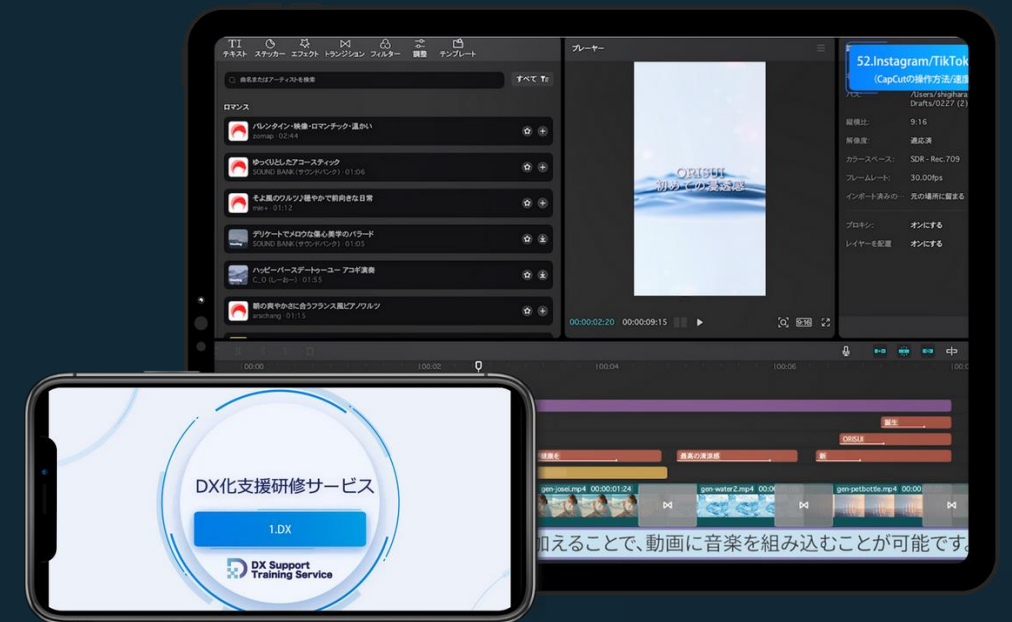 TI
テキスト ステッカー エフェクト トランジション フィルター 調整 テンプレート
曲名またはアーティストを検索
すべて
ロマンス
バレンタイン・映像・ロマンチック・温かい
zomap · 02:44
ゆっくりとしたアコースティック
SOUND BANK (サウンドバンク) · 01:06
そよ風のワルツ♪穏やかで前向きな日常
mie+ · 01:12
デリケートでメロウな傷心美学のバラード
SOUND BANK (サウンドバンク) · 01:05
ハッピーバースデートゥーユー アコギ演奏
C_O (しーおー) · 01:55
朝の爽やかさに合うフランス風ピアノワルツ
arachang · 01:15
プレーヤー
ORISUI
初めての浸透感
00:00:02:20 00:00:09:15
9:16
52.Instagram/TikTok
(CapCutの操作方法/速度
/Users/shigihara
Drafts/0227 (2)
縦横比: 9:16
解像度: 適応済
カラースペース: SDR - Rec.709
フレームレート: 30.00fps
インポート済みの… 元の場所に留まる
プロキシ: オンにする
レイヤーを配置 オンにする
00:00 00:02 00:04 00:06
誕生
ORISUI
健康を 最高の清涼感 新
gen-josei.mp4 00:00:01:24 gen-water2.mp4 00:00 gen-petbotle.mp4 00:00
加えることで、動画に音楽を組み込むことが可能です。
DX化支援研修サービス
1.DX
DX Support
Training Service